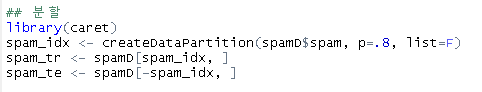 ## 분할
library(caret)
spam_idx <- createDataPartition(spamD$spam, p=.8, list=F)
spam_tr <- spamD[spam_idx, ]
spam_te <- spamD[-spam_idx, ]